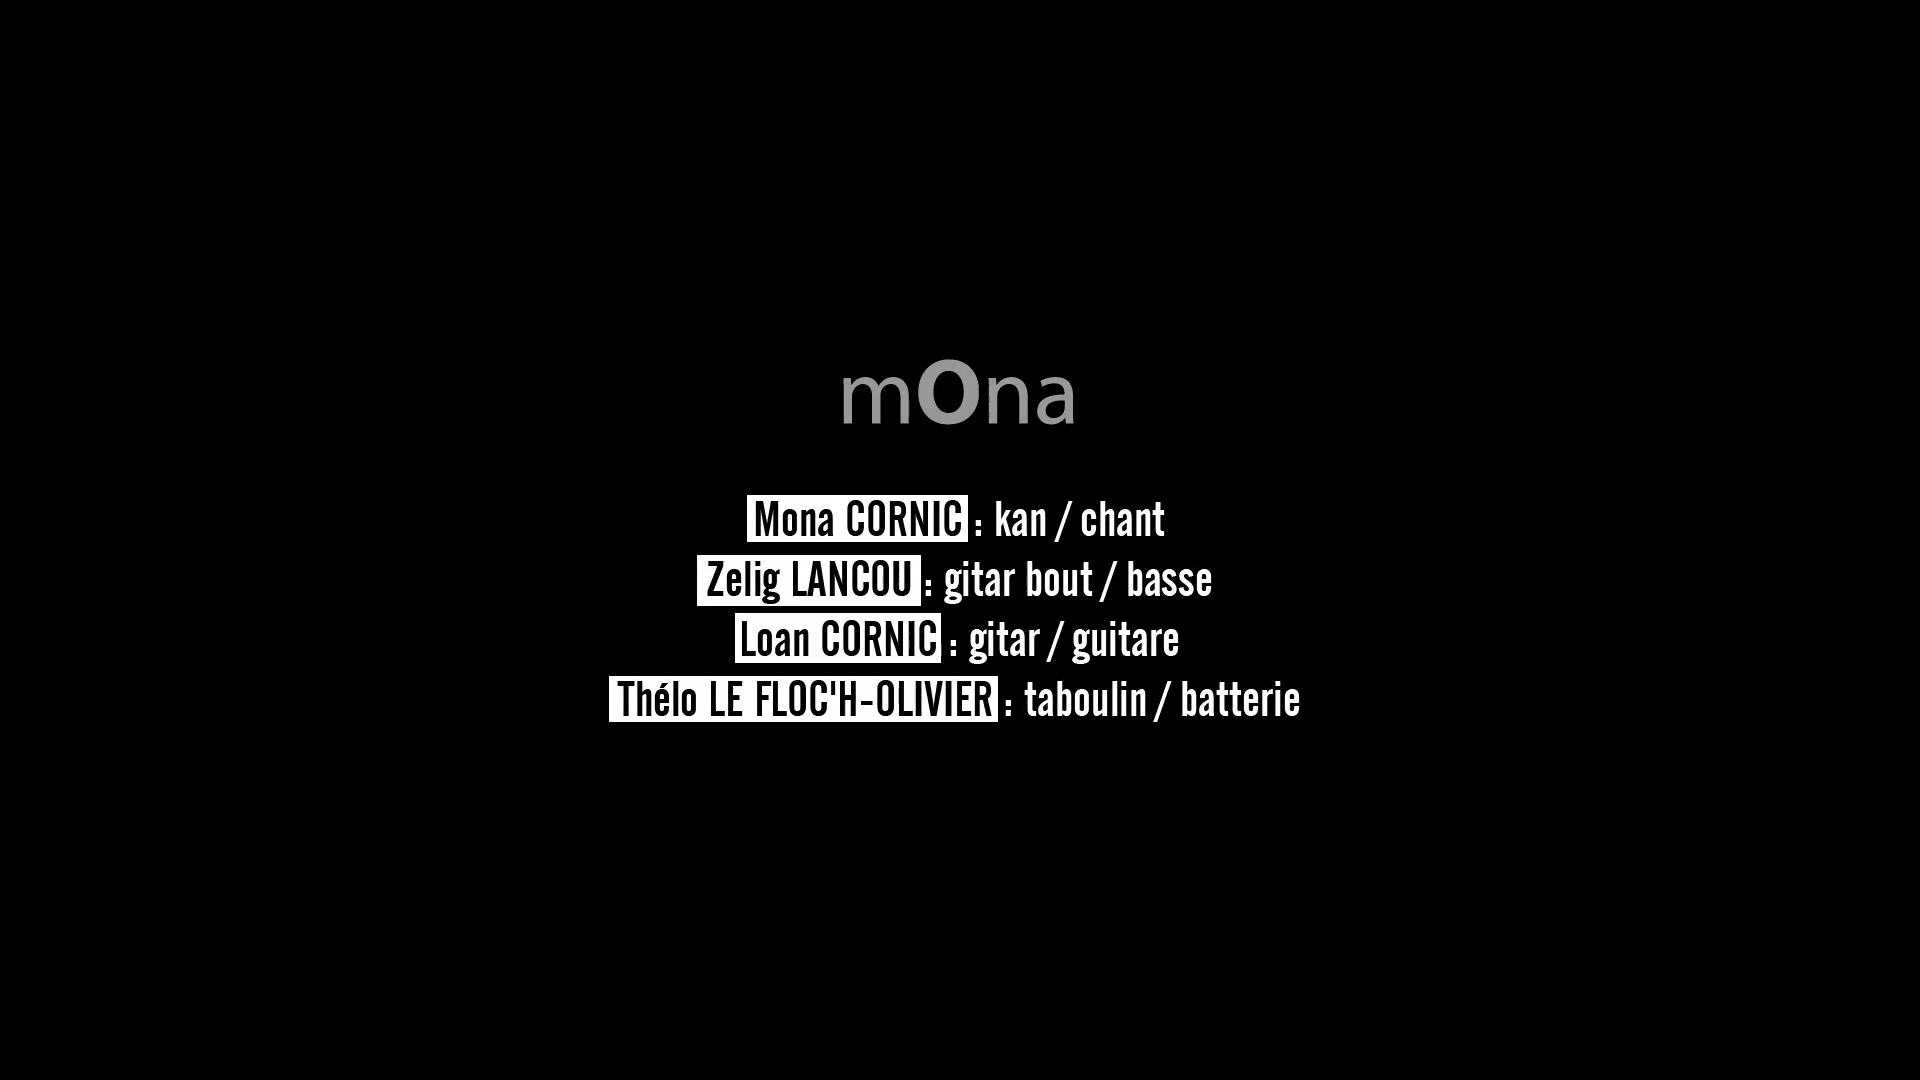 mOna
Mona CORNIC : kan / chant
Zelig LANCOU : gitar bout / basse
Loan CORNIC : gitar / guitare
Thélo LE FLOC'H-OLIVIER : taboulin / batterie